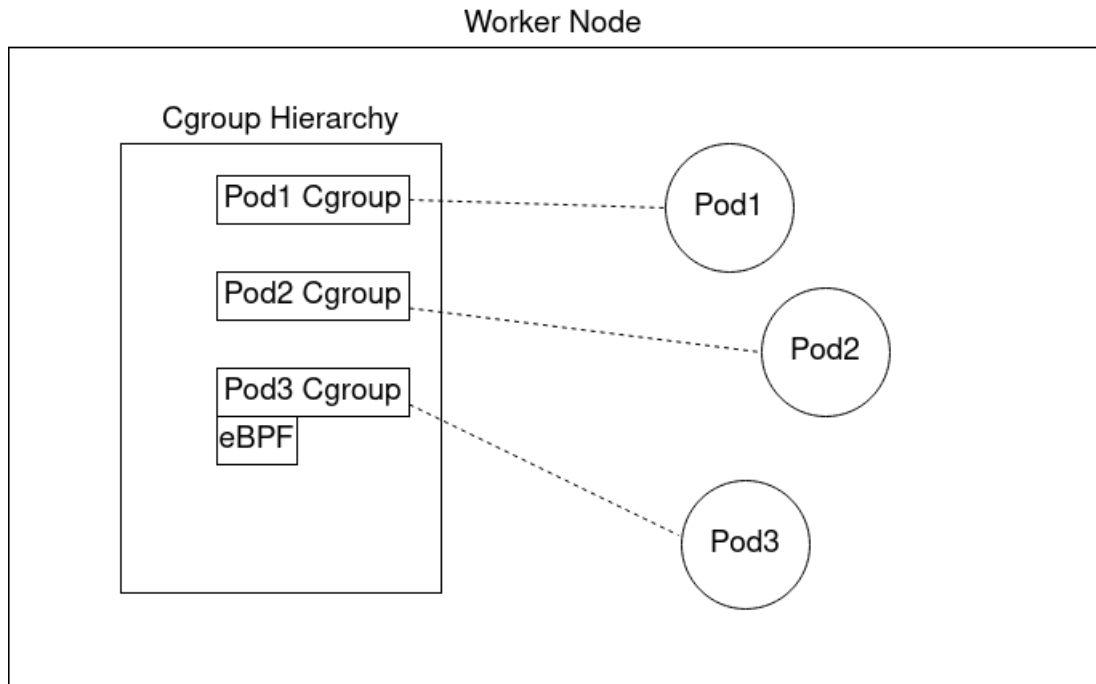 Worker Node
Cgroup Hierarchy
Pod1 Cgroup
Pod1
Pod2 Cgroup
Pod2
Pod3 Cgroup
eBPF
Pod3